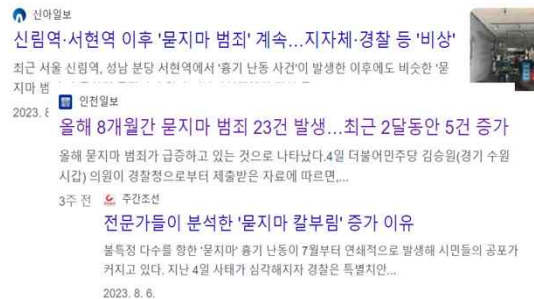 신아일보
신림역·서현역 이후 '묻지마 범죄' 계속...지자체·경찰 등 '비상'
최근 서울 신림역, 성남 분당 서현역에서 '흉기 난동 사건'이 발생한 이후에도 비슷한 '묻
지마 범
2023. 8
인천일보
올해 8개월간 묻지마 범죄 23건 발생...최근 2달동안 5건 증가
올해 묻지마 범죄가 급증하고 있는 것으로 나타났다.4일 더불어민주당 김승원(경기 수원
시갑) 의원이 경찰청으로부터 제출받은 자료에 따르면,...
3주 전
주간조선
전문가들이 분석한 '묻지마 칼부림' 증가 이유
불특정 다수를 향한 '묻지마' 흉기 난동이 7월부터 연쇄적으로 발생해 시민들의 공포가
커지고 있다. 지난 4일 사태가 심각해지자 경찰은 특별치안...
2023. 8. 6.